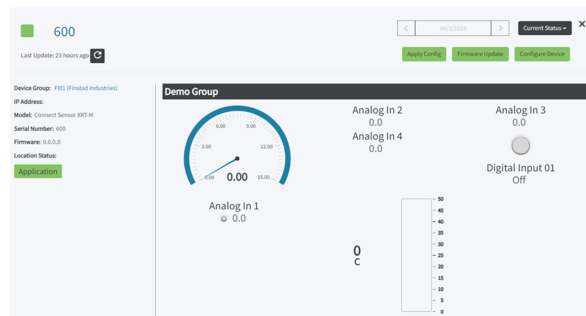 600
04/2/2024
Current Status
Last Update: 23 hours ago
Apply Config
Firmware Update
Configure Device
Device Group: FI01 (Finstad Industries)
IP Address:
Model: Connect Sensor XRT-M
Serial Number: 600
Firmware: 0.0.0.0
Location Status:
Application
Demo Group
6.00 9.00
3.00 12.00
0.00 0.00 15.00
Analog In 1
0.0
Analog In 2
0.0
Analog In 4
0.0
Analog In 3
0.0
Digital Input 01
Off
0
C
50
45
40
35
30
25
20
15
10
5
0